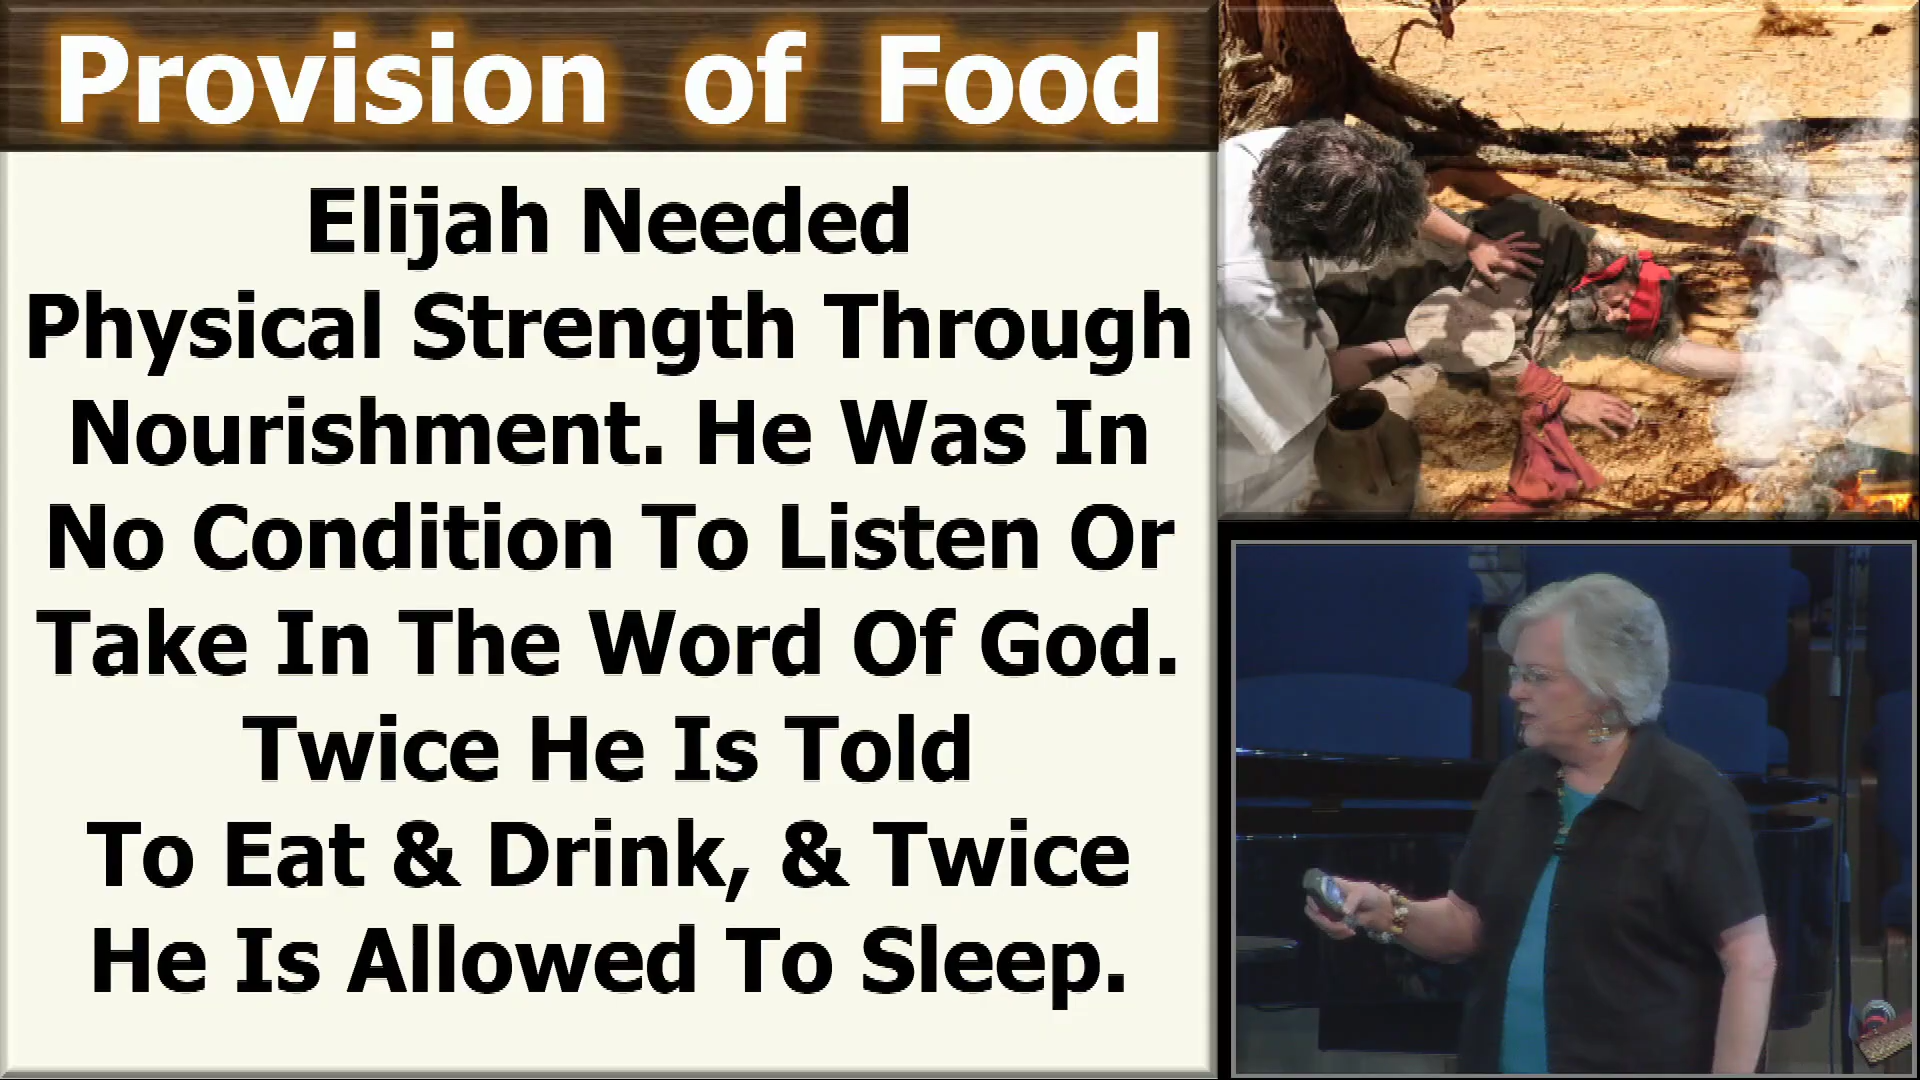 Provision of Food
Elijah Needed
Physical Strength Through
Nourishment. He Was In
No Condition To Listen Or
Take In The Word Of God.
Twice He Is Told
To Eat & Drink, & Twice
He Is Allowed To Sleep.